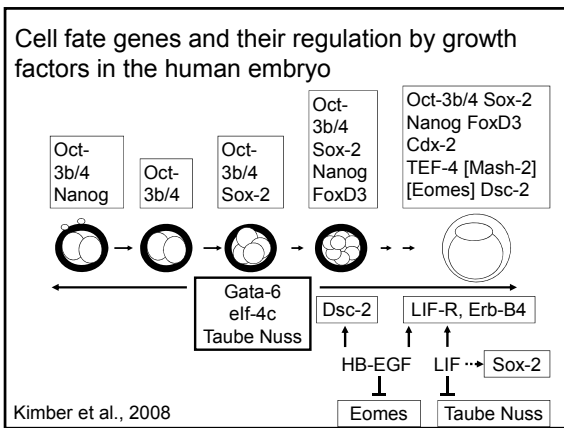 Cell fate genes and their regulation by growth
factors in the human embryo
Oct-
3b/4
Nanog
Oct-
3b/4
Oct-
3b/4
Sox-2
Oct-
3b/4
Sox-2
Nanog
FoxD3
Oct-3b/4 Sox-2
Nanog FoxD3
Cdx-2
TEF-4 [Mash-2]
[Eomes] Dsc-2
Gata-6
elf-4c
Taube Nuss
Dsc-2
LIF-R, Erb-B4
HB-EGF
LIF
Sox-2
Eomes
Taube Nuss
Kimber et al., 2008